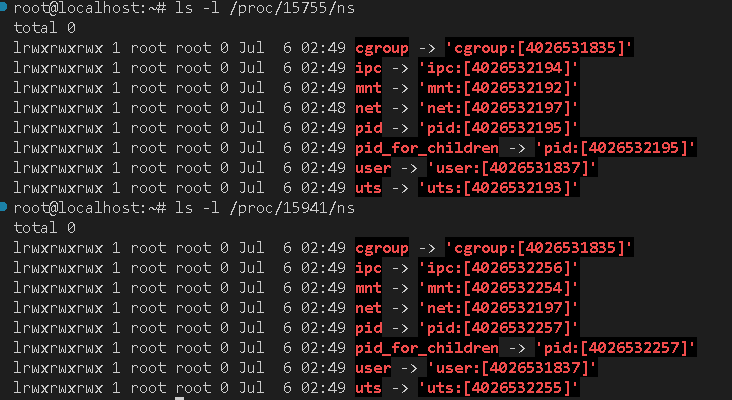 root@localhost:~# ls -l /proc/15755/ns
total 0
lrwxrwxrwx 1 root root 0 Jul  6 02:49 cgroup -> 'cgroup:[4026531835]'
lrwxrwxrwx 1 root root 0 Jul  6 02:49 ipc -> 'ipc:[4026532194]'
lrwxrwxrwx 1 root root 0 Jul  6 02:49 mnt -> 'mnt:[4026532192]'
lrwxrwxrwx 1 root root 0 Jul  6 02:48 net -> 'net:[4026532197]'
lrwxrwxrwx 1 root root 0 Jul  6 02:49 pid -> 'pid:[4026532195]'
lrwxrwxrwx 1 root root 0 Jul  6 02:49 pid_for_children -> 'pid:[4026532195]'
lrwxrwxrwx 1 root root 0 Jul  6 02:49 user -> 'user:[4026531837]'
lrwxrwxrwx 1 root root 0 Jul  6 02:49 uts -> 'uts:[4026532193]'
root@localhost:~# ls -l /proc/15941/ns
total 0
lrwxrwxrwx 1 root root 0 Jul  6 02:49 cgroup -> 'cgroup:[4026531835]'
lrwxrwxrwx 1 root root 0 Jul  6 02:49 ipc -> 'ipc:[4026532256]'
lrwxrwxrwx 1 root root 0 Jul  6 02:49 mnt -> 'mnt:[4026532254]'
lrwxrwxrwx 1 root root 0 Jul  6 02:49 net -> 'net:[4026532197]'
lrwxrwxrwx 1 root root 0 Jul  6 02:49 pid -> 'pid:[4026532257]'
lrwxrwxrwx 1 root root 0 Jul  6 02:49 pid_for_children -> 'pid:[4026532257]'
lrwxrwxrwx 1 root root 0 Jul  6 02:49 user -> 'user:[4026531837]'
lrwxrwxrwx 1 root root 0 Jul  6 02:49 uts -> 'uts:[4026532255]'